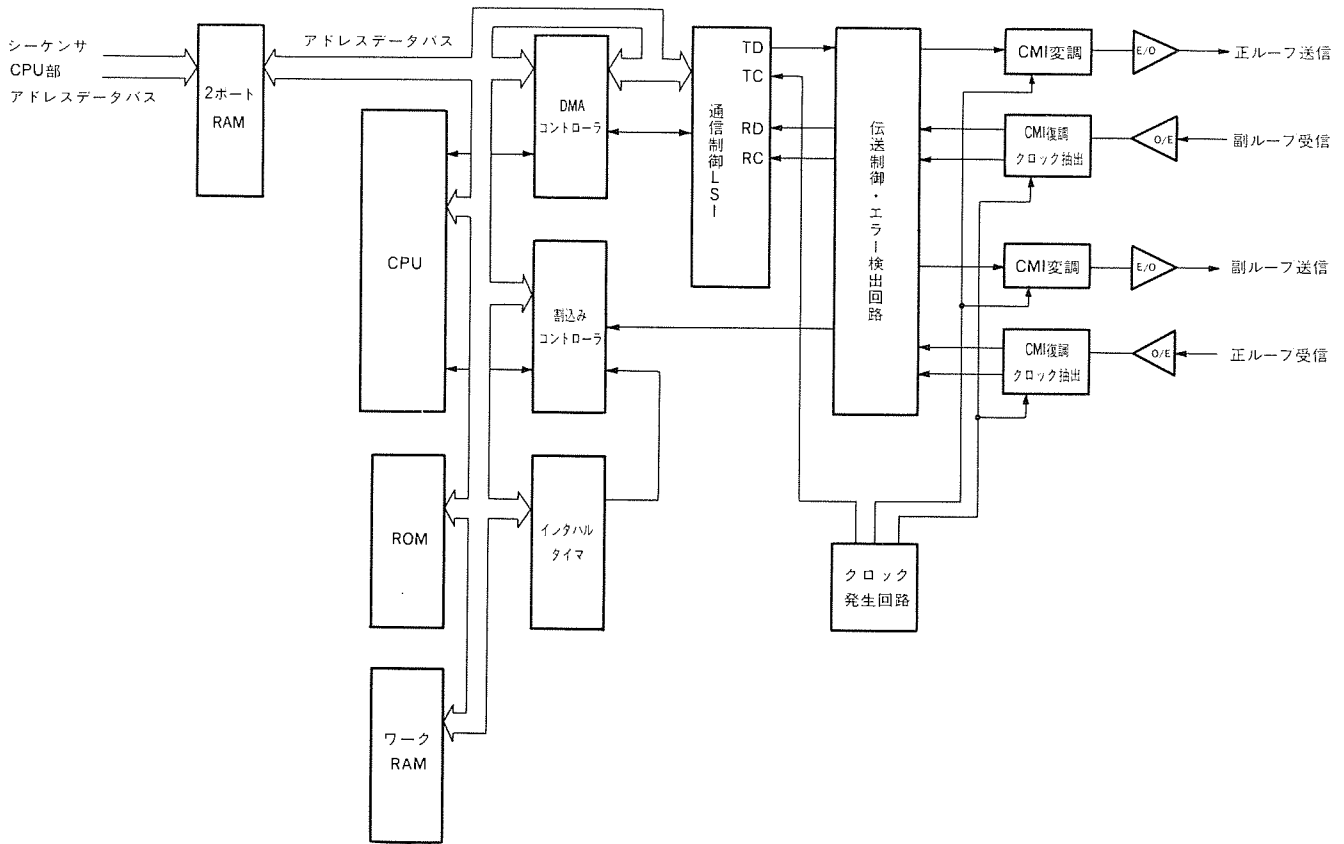 シーケンサ
CPU部
アドレスデータバス
2ポート
RAM
アドレスデータバス
DMA
コントローラ
通信制御LSI
TD
TC
RD
RC
伝送制御・エラー検出回路
CMI変調
E/O
正ループ送信
CMI復調
クロック抽出
O/E
副ループ受信
CMI変調
E/O
副ループ送信
CMI復調
クロック抽出
O/E
正ループ受信
CPU
割込み
コントローラ
ROM
インタバル
タイマ
クロック
発生回路
ワーク
RAM